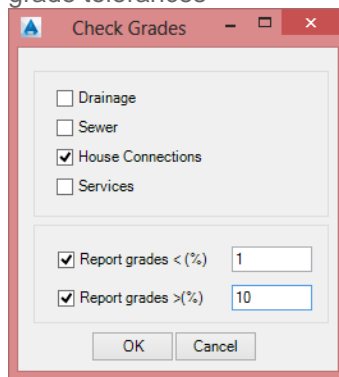 grade tolerances
Check Grades
Drainage
Sewer
House Connections
Services
Report grades < (%) 1
Report grades >(%) 10
OK Cancel